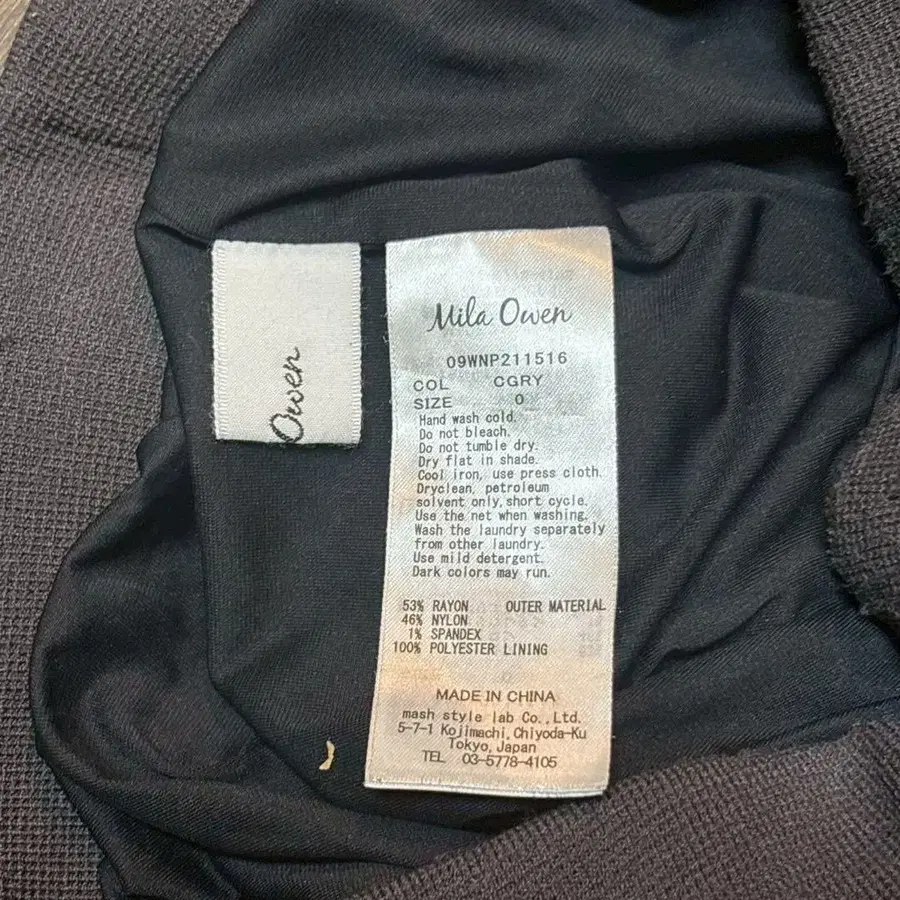 Owen
Mila Owen
09WNP211516
COL CGRY
SIZE 0
Hand wash cold.
Do not bleach.
Do not tumble dry.
Dry flat in shade.
Cool iron, use press cloth.
Dryclean, petroleum
solvent only, short cycle.
Use the net when washing.
Wash the laundry separately
from other laundry.
Use mild detergent.
Dark colors may run.
53% RAYON OUTER MATERIAL
46% NYLON
1% SPANDEX
100% POLYESTER LINING
MADE IN CHINA
mash style lab Co., Ltd.
5-7-1 Kojimachi, Chiyoda-Ku
Tokyo, Japan
TEL 03-5778-4105